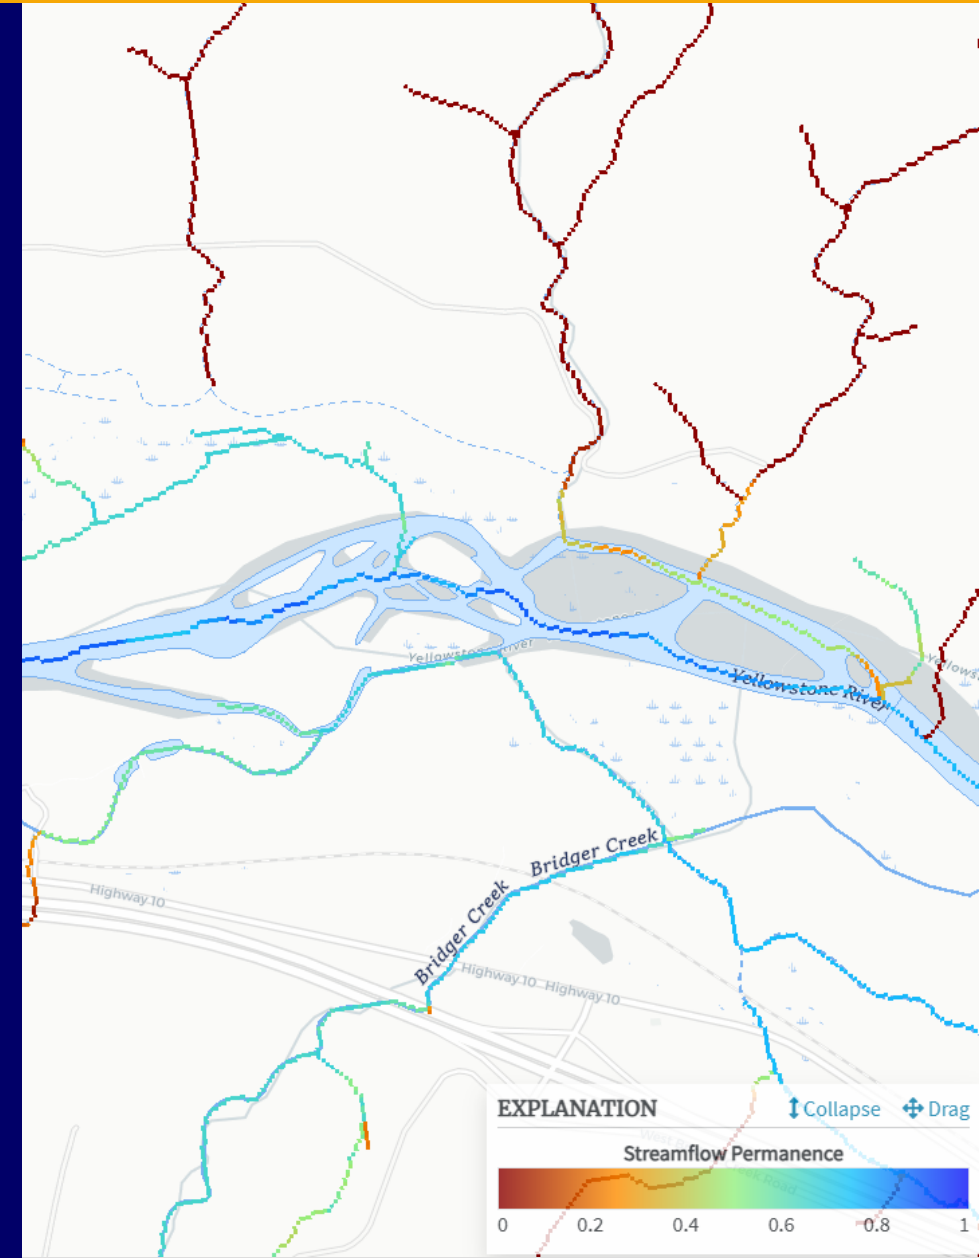 Yellowstone River
Yellowstone River
Bridger Creek
Bridger Creek
Highway 10
Highway 10 Highway 10
EXPLANATION
Collapse
Drag
Streamflow Permanence
0 0.2 0.4 0.6 0.8 1